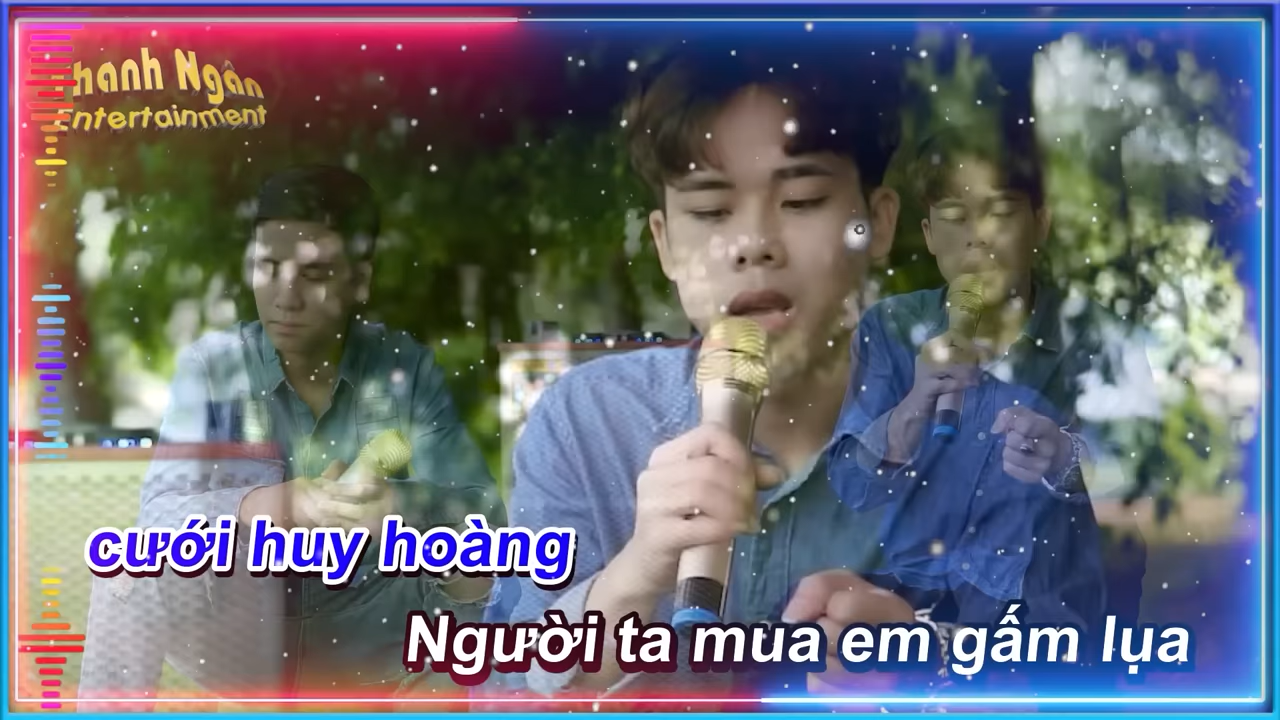 hanh Ngân
Entertainment
cưới huy hoàng
Người ta mua em gấm lụa